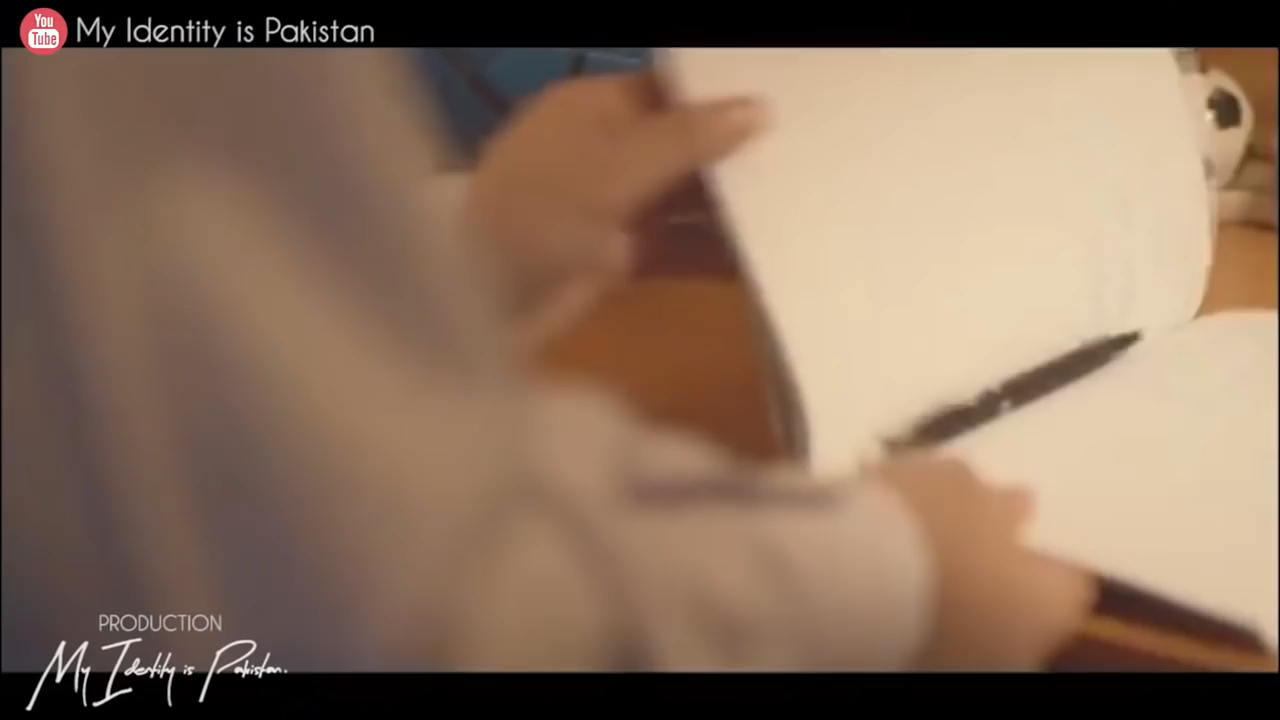 You
Tube
My Identity is Pakistan
PRODUCTION
My Identity is Pakistan.